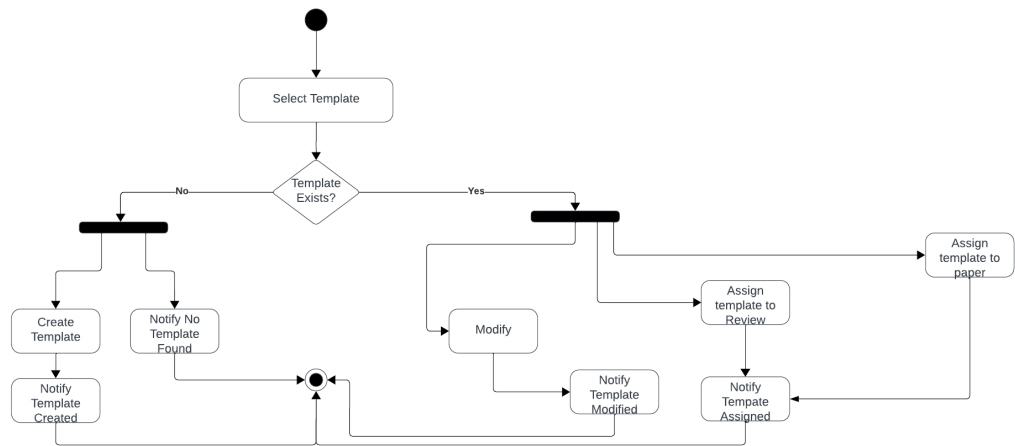 Select Template
Template
Exists?
No
Yes
Assign
template to
paper
Assign
template to
Review
Create
Template
Notify No
Template
Found
Modify
Notify
Template
Created
Notify
Template
Modified
Notify
Tempate
Assigned